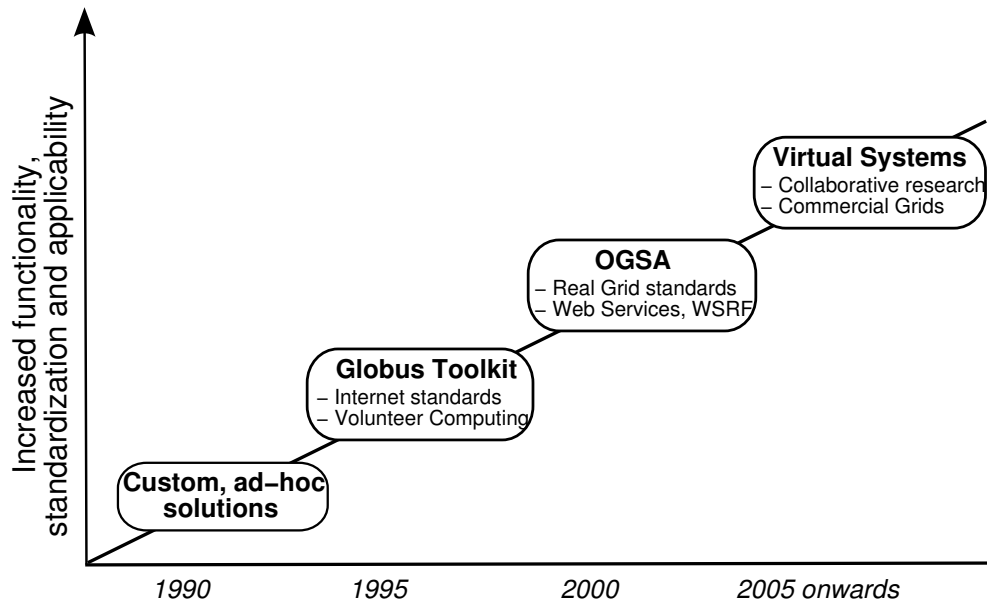 Increased functionality,
standardization and applicability
Virtual Systems
– Collaborative research
– Commercial Grids
OGSA
– Real Grid standards
– Web Services, WSRF
Globus Toolkit
– Internet standards
– Volunteer Computing
Custom, ad–hoc
solutions
1990
1995
2000
2005 onwards